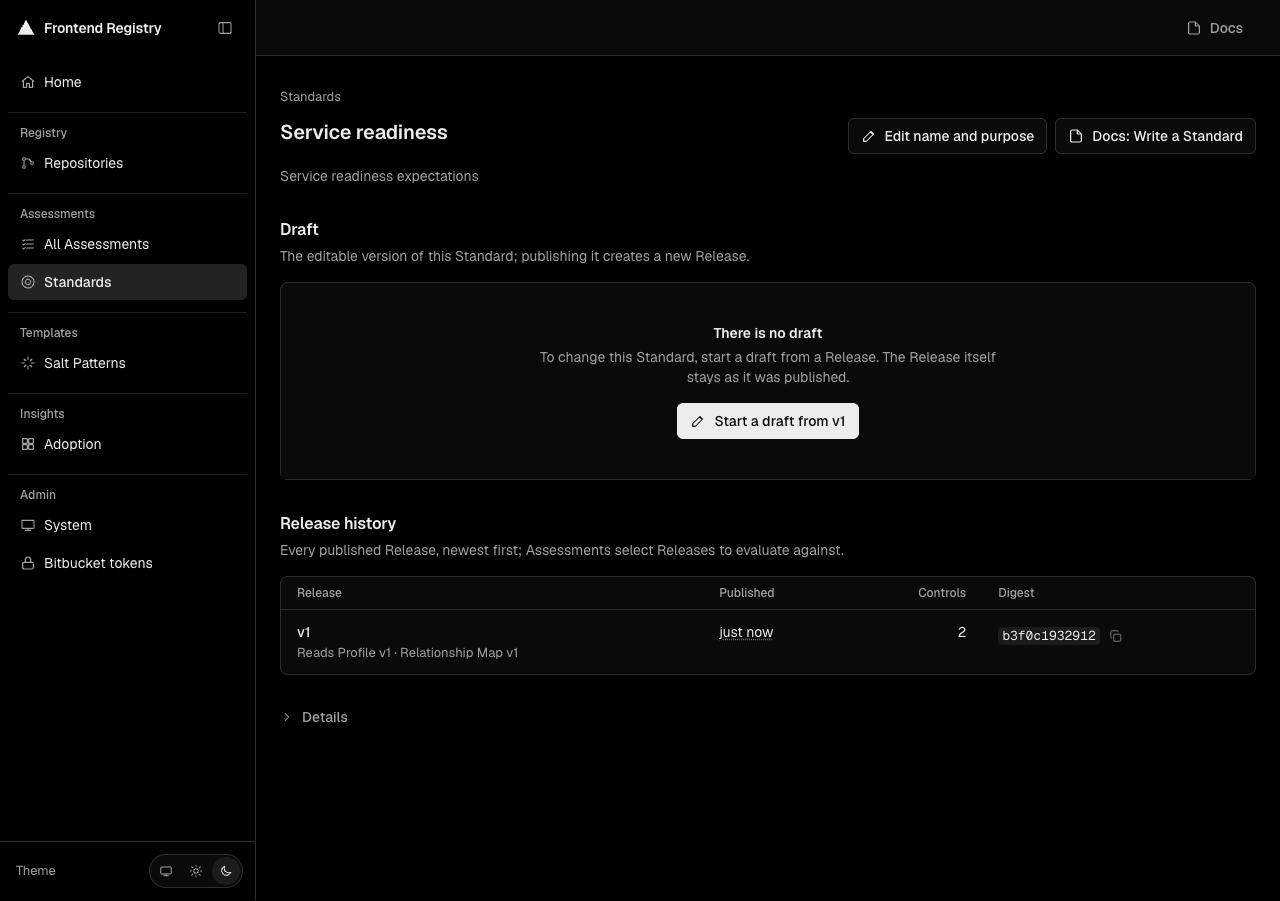 Frontend Registry
Docs
Home
Registry
Repositories
Assessments
All Assessments
Standards
Templates
Salt Patterns
Insights
Adoption
Admin
System
Bitbucket tokens
Theme
Standards
Service readiness
Edit name and purpose
Docs: Write a Standard
Service readiness expectations
Draft
The editable version of this Standard; publishing it creates a new Release.
There is no draft
To change this Standard, start a draft from a Release. The Release itself
stays as it was published.
Start a draft from v1
Release history
Every published Release, newest first; Assessments select Releases to evaluate against.
Release Published Controls Digest
v1 just now 2 b3f0c1932912
Reads Profile v1 · Relationship Map v1
Details